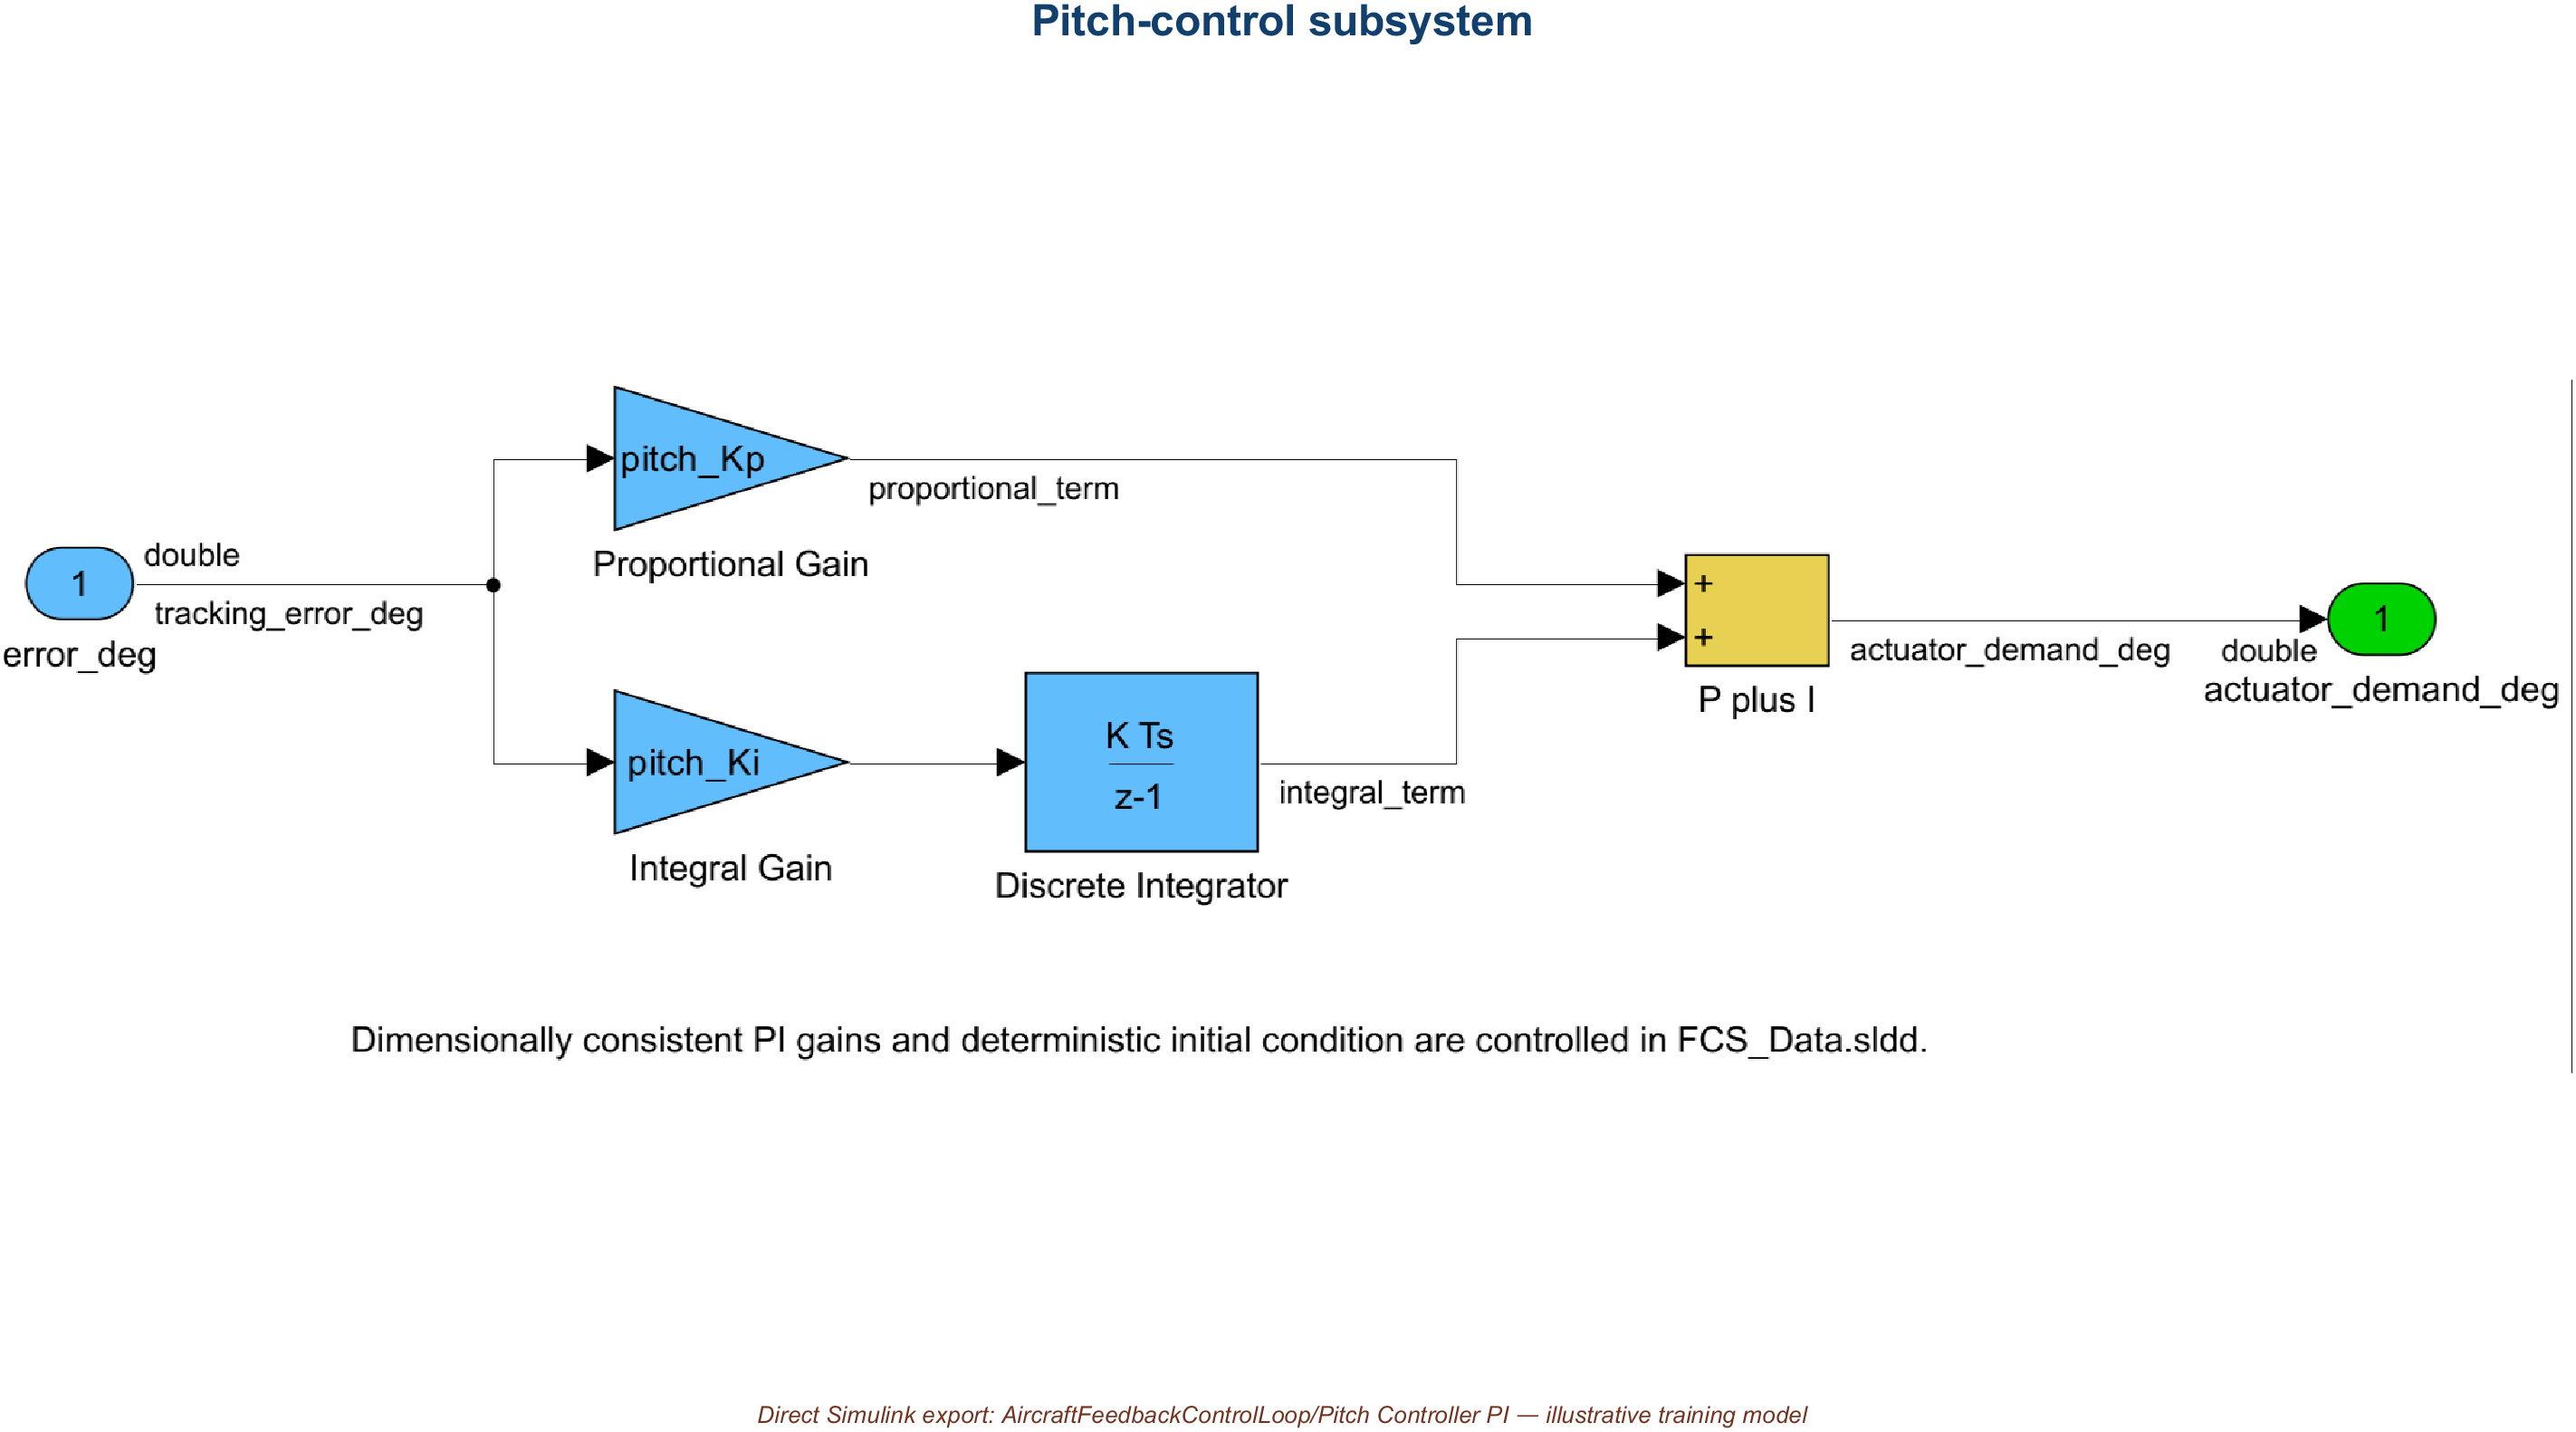 Pitch-control subsystem
pitch_Kp
proportional_term
Proportional Gain
double
1
tracking_error_deg
error_deg
+
+
P plus I
actuator_demand_deg
1
double
actuator_demand_deg
pitch_Ki
Integral Gain
K Ts
z-1
Discrete Integrator
integral_term
Dimensionally consistent PI gains and deterministic initial condition are controlled in FCS_Data.sldd.
Direct Simulink export: AircraftFeedbackControlLoop/Pitch Controller PI — illustrative training model